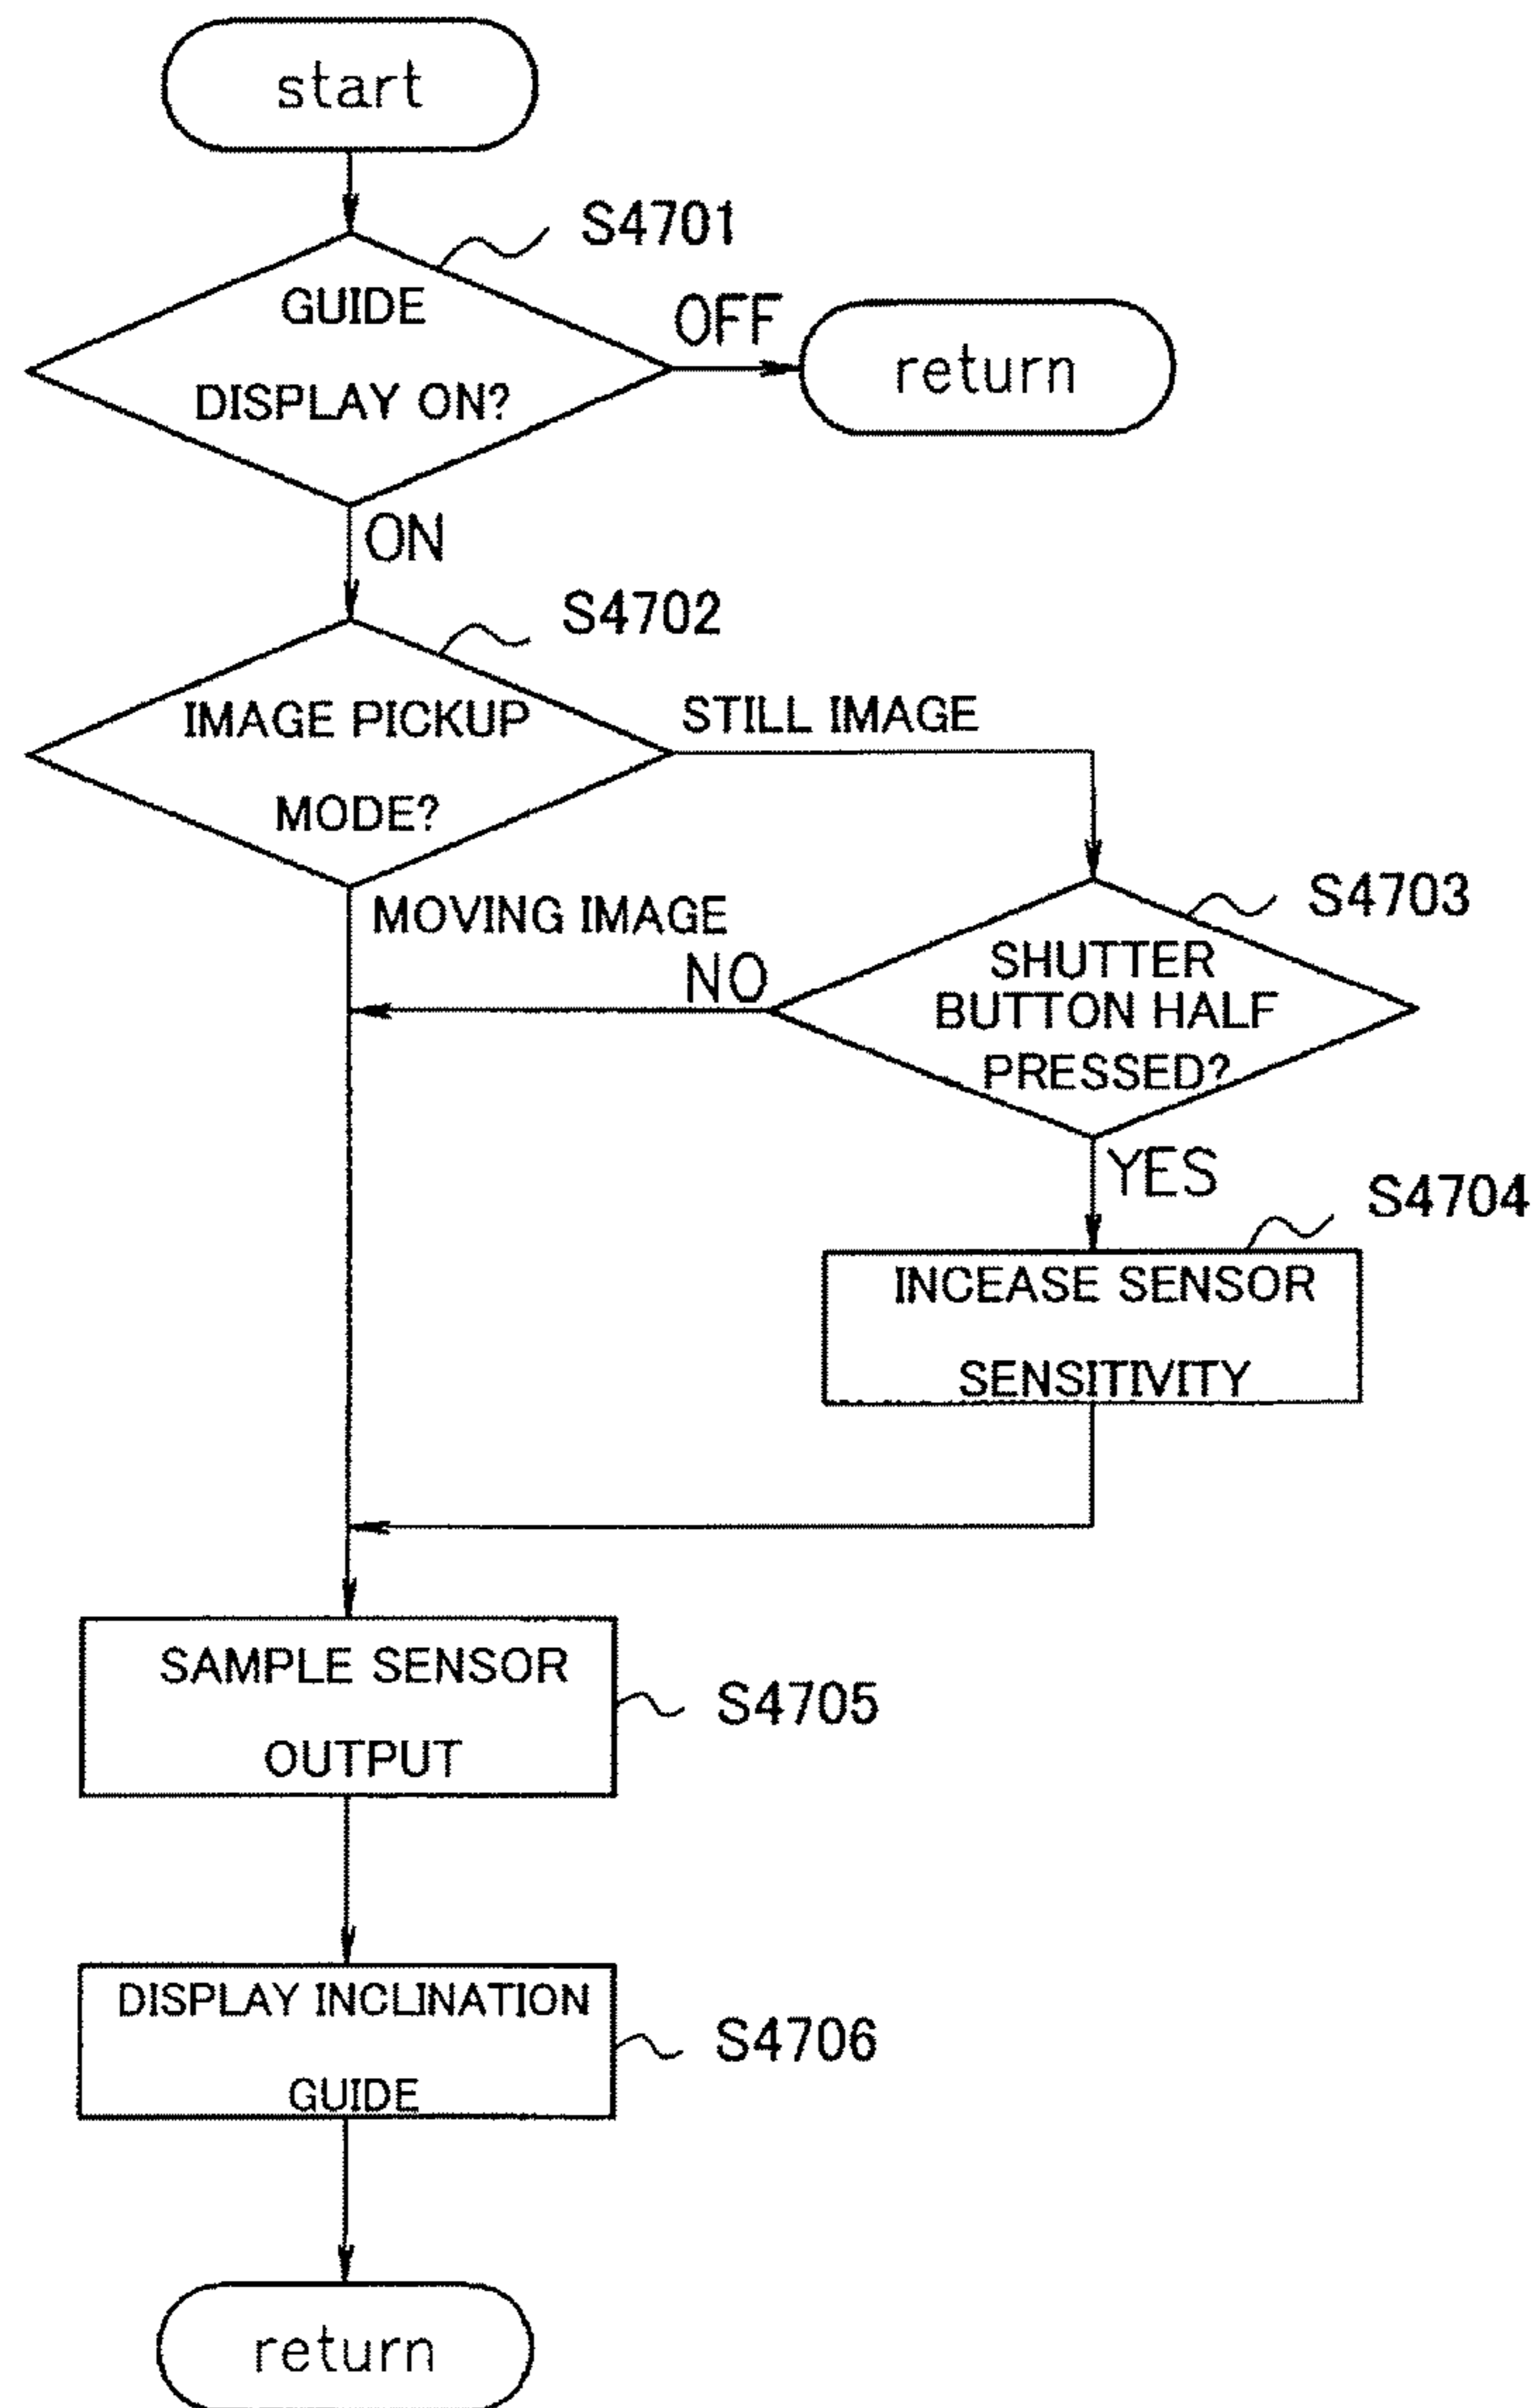 start
S4701
GUIDE
DISPLAY ON?
OFF
return
ON
S4702
IMAGE PICKUP
MODE?
STILL IMAGE
MOVING IMAGE
S4703
SHUTTER
BUTTON HALF
PRESSED?
NO
YES
S4704
INCEASE SENSOR
SENSITIVITY
SAMPLE SENSOR
OUTPUT
S4705
DISPLAY INCLINATION
GUIDE
S4706
return